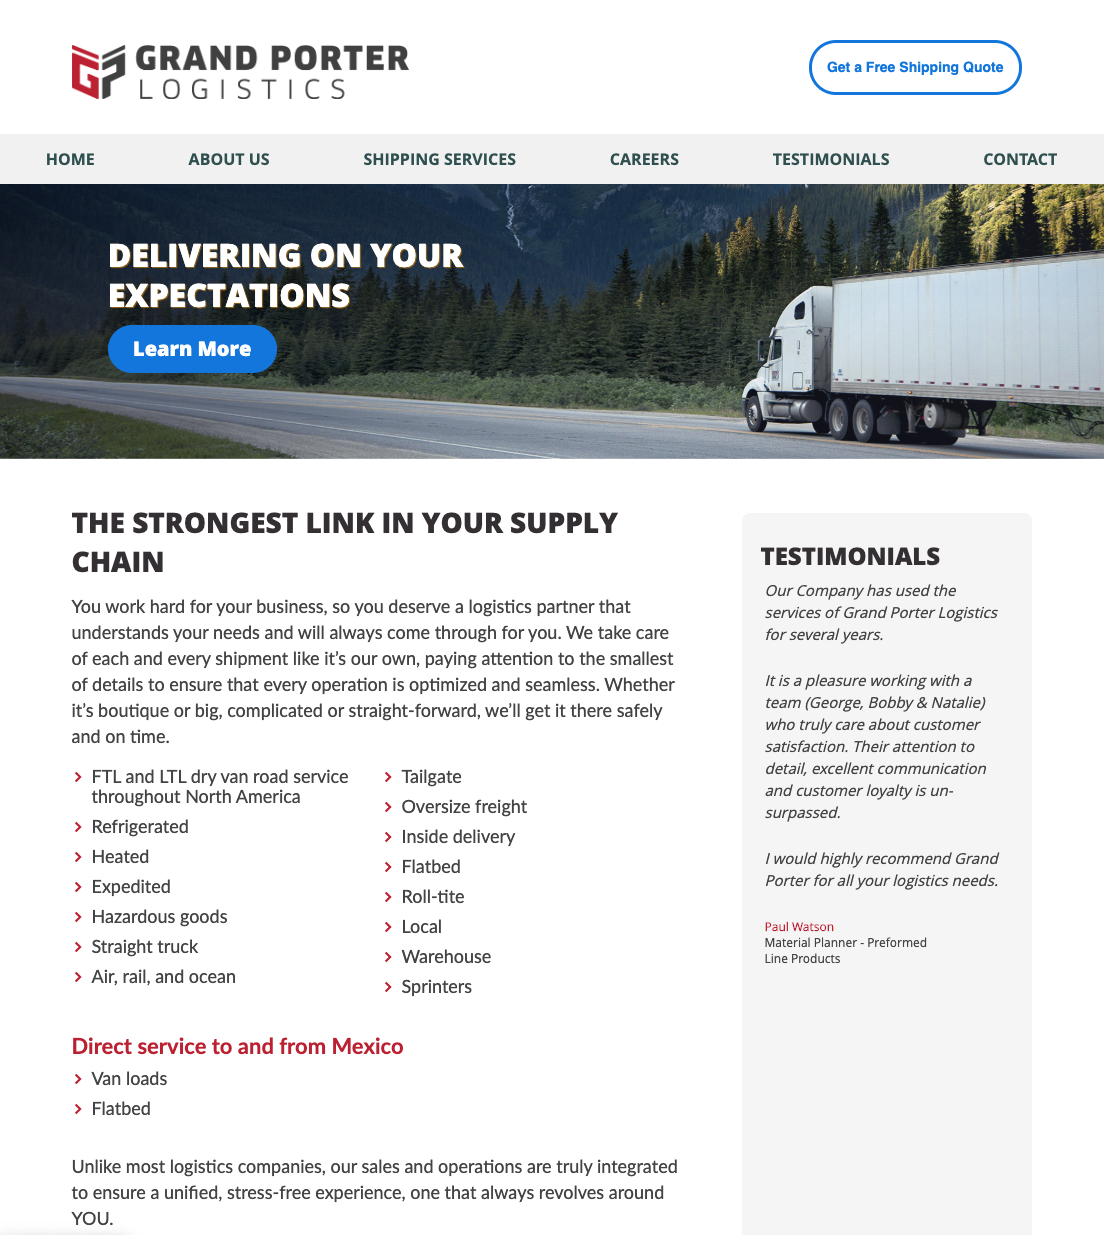 GRAND PORTER
LOGISTICS
Get a Free Shipping Quote
HOME
ABOUT US
SHIPPING SERVICES
CAREERS
TESTIMONIALS
CONTACT
DELIVERING ON YOUR
EXPECTATIONS
Learn More
THE STRONGEST LINK IN YOUR SUPPLY
CHAIN
You work hard for your business, so you deserve a logistics partner that
understands your needs and will always come through for you. We take care
of each and every shipment like it's our own, paying attention to the smallest
of details to ensure that every operation is optimized and seamless. Whether
it's boutique or big, complicated or straight-forward, we'll get it there safely
and on time.
FTL and LTL dry van road service
throughout North America
Refrigerated
Heated
Expedited
Hazardous goods
Straight truck
Air, rail, and ocean
Tailgate
Oversize freight
Inside delivery
Flatbed
Roll-tite
Local
Warehouse
Sprinters
Direct service to and from Mexico
Van loads
Flatbed
Unlike most logistics companies, our sales and operations are truly integrated
to ensure a unified, stress-free experience, one that always revolves around
YOU.
TESTIMONIALS
Our Company has used the
services of Grand Porter Logistics
for several years.
It is a pleasure working with a
team (George, Bobby & Natalie)
who truly care about customer
satisfaction. Their attention to
detail, excellent communication
and customer loyalty is un-
surpassed.
I would highly recommend Grand
Porter for all your logistics needs.
Paul Watson
Material Planner - Preformed
Line Products